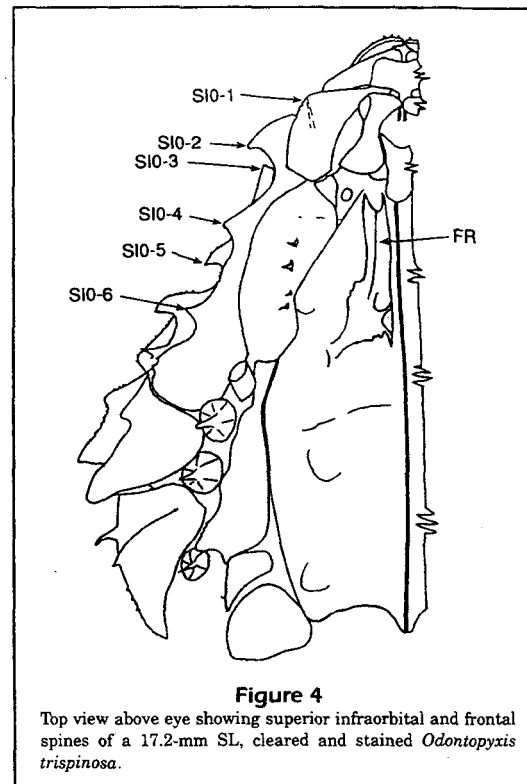 SI0-1
SI0-2
SI0-3
SI0-4
SI0-5
SI0-6
FR
Figure 4
Top view above eye showing superior infraorbital and frontal
spines of a 17.2-mm SL, cleared and stained Odontopyxis
trispinosa.